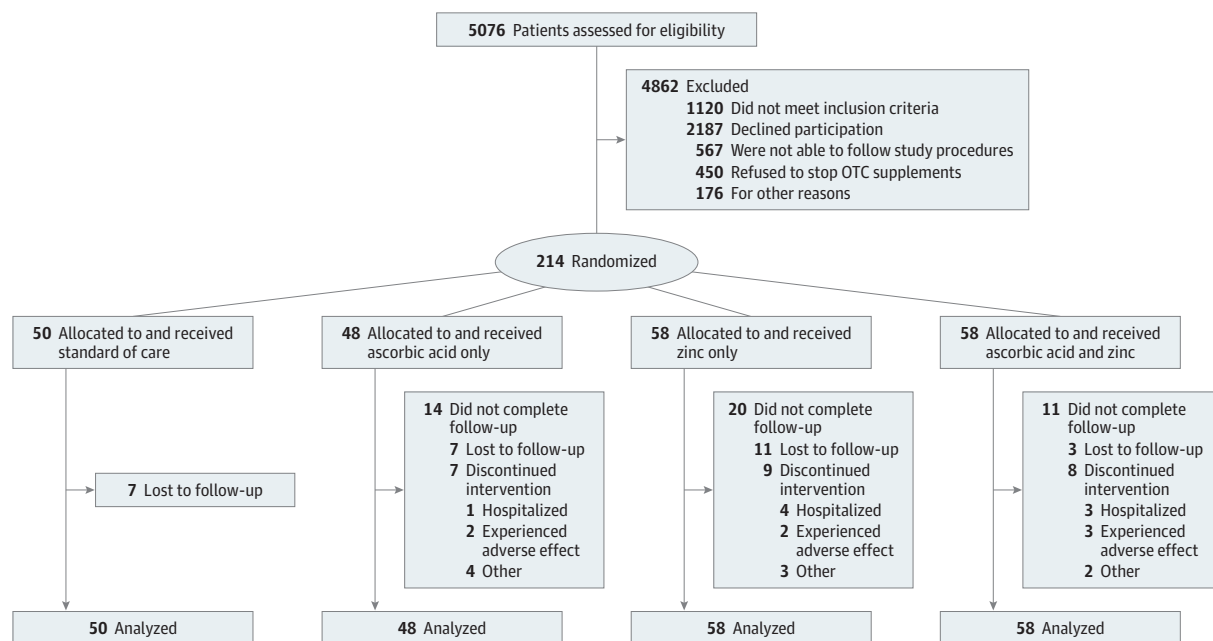 5076 Patients assessed for eligibility
4862 Excluded
1120 Did not meet inclusion criteria
2187 Declined participation
567 Were not able to follow study procedures
450 Refused to stop OTC supplements
176 For other reasons
214 Randomized
50 Allocated to and received
standard of care
48 Allocated to and received
ascorbic acid only
58 Allocated to and received
zinc only
58 Allocated to and received
ascorbic acid and zinc
7 Lost to follow-up
14 Did not complete
follow-up
7 Lost to follow-up
7 Discontinued
intervention
1 Hospitalized
2 Experienced
adverse effect
4 Other
20 Did not complete
follow-up
11 Lost to follow-up
9 Discontinued
intervention
4 Hospitalized
2 Experienced
adverse effect
3 Other
11 Did not complete
follow-up
3 Lost to follow-up
8 Discontinued
intervention
3 Hospitalized
3 Experienced
adverse effect
2 Other
50 Analyzed
48 Analyzed
58 Analyzed
58 Analyzed